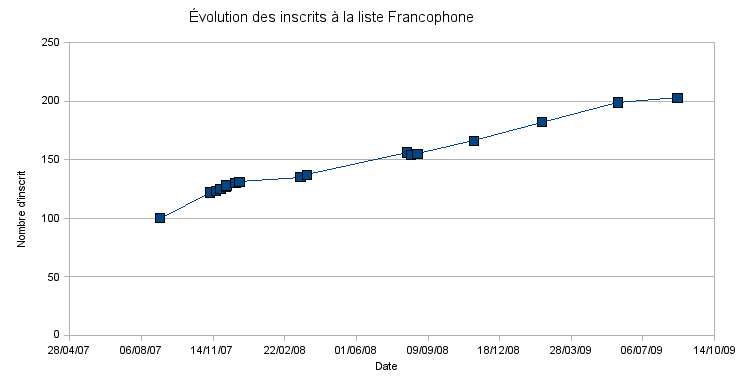 Évolution des inscrits à la liste Francophone
250
200
150
100
50
0
Nombre d'inscrit
28/04/07 06/08/07 14/11/07 22/02/08 01/06/08 09/09/08 18/12/08 28/03/09 06/07/09 14/10/09
Date